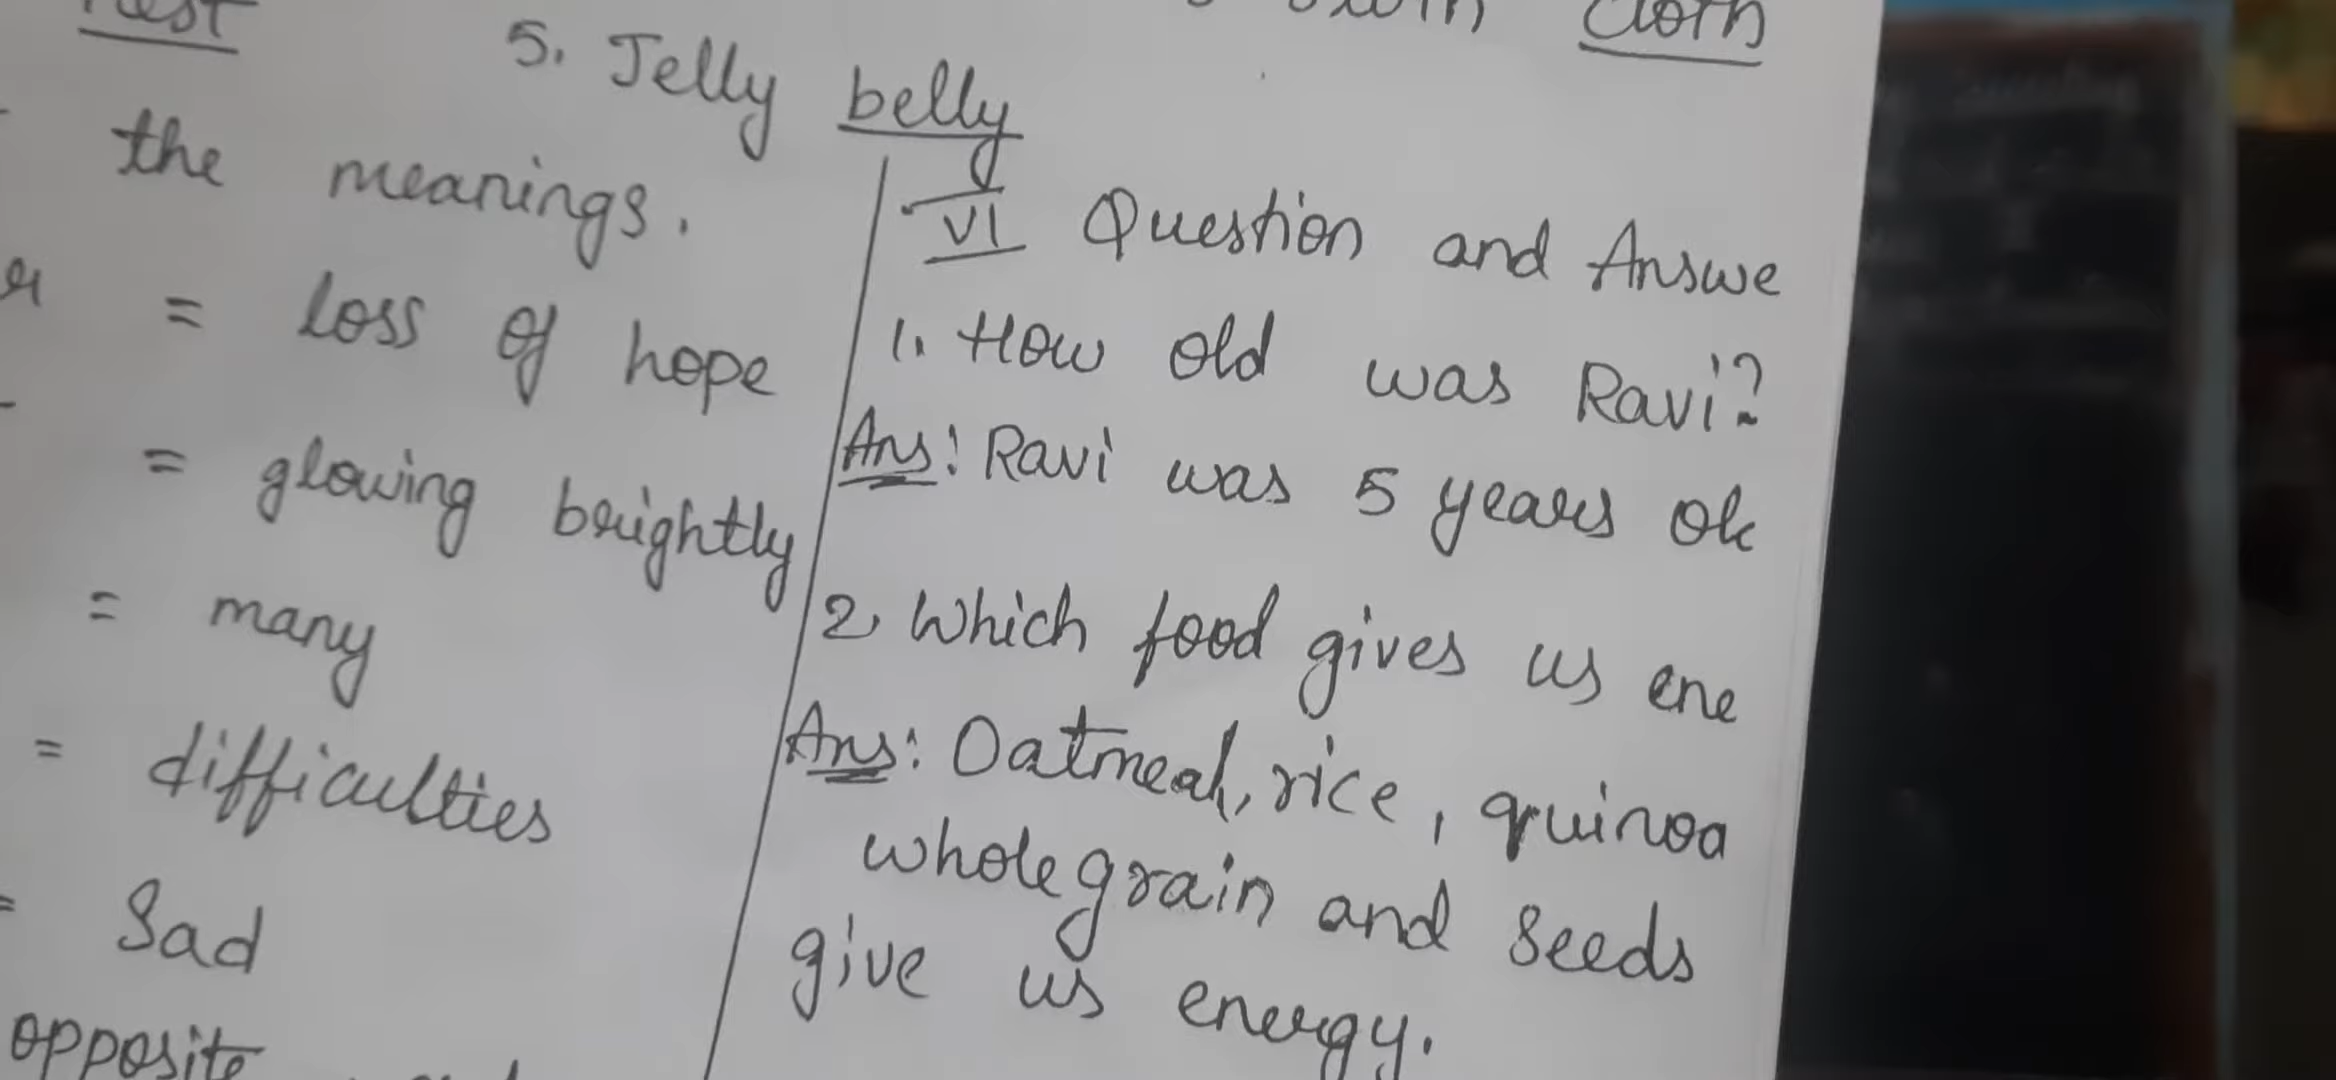 5. Jelly belly
cloth
the meanings.
= loss of hope
= glowing brightly
= many
= difficulties
= Sad
opposite
VI Question and Answe
1. How old was Ravi?
Ans: Ravi was 5 years ol
2. Which food gives us ene
Ans: Oatmeal, rice, quinoa
whole grain and seeds
give us energy.